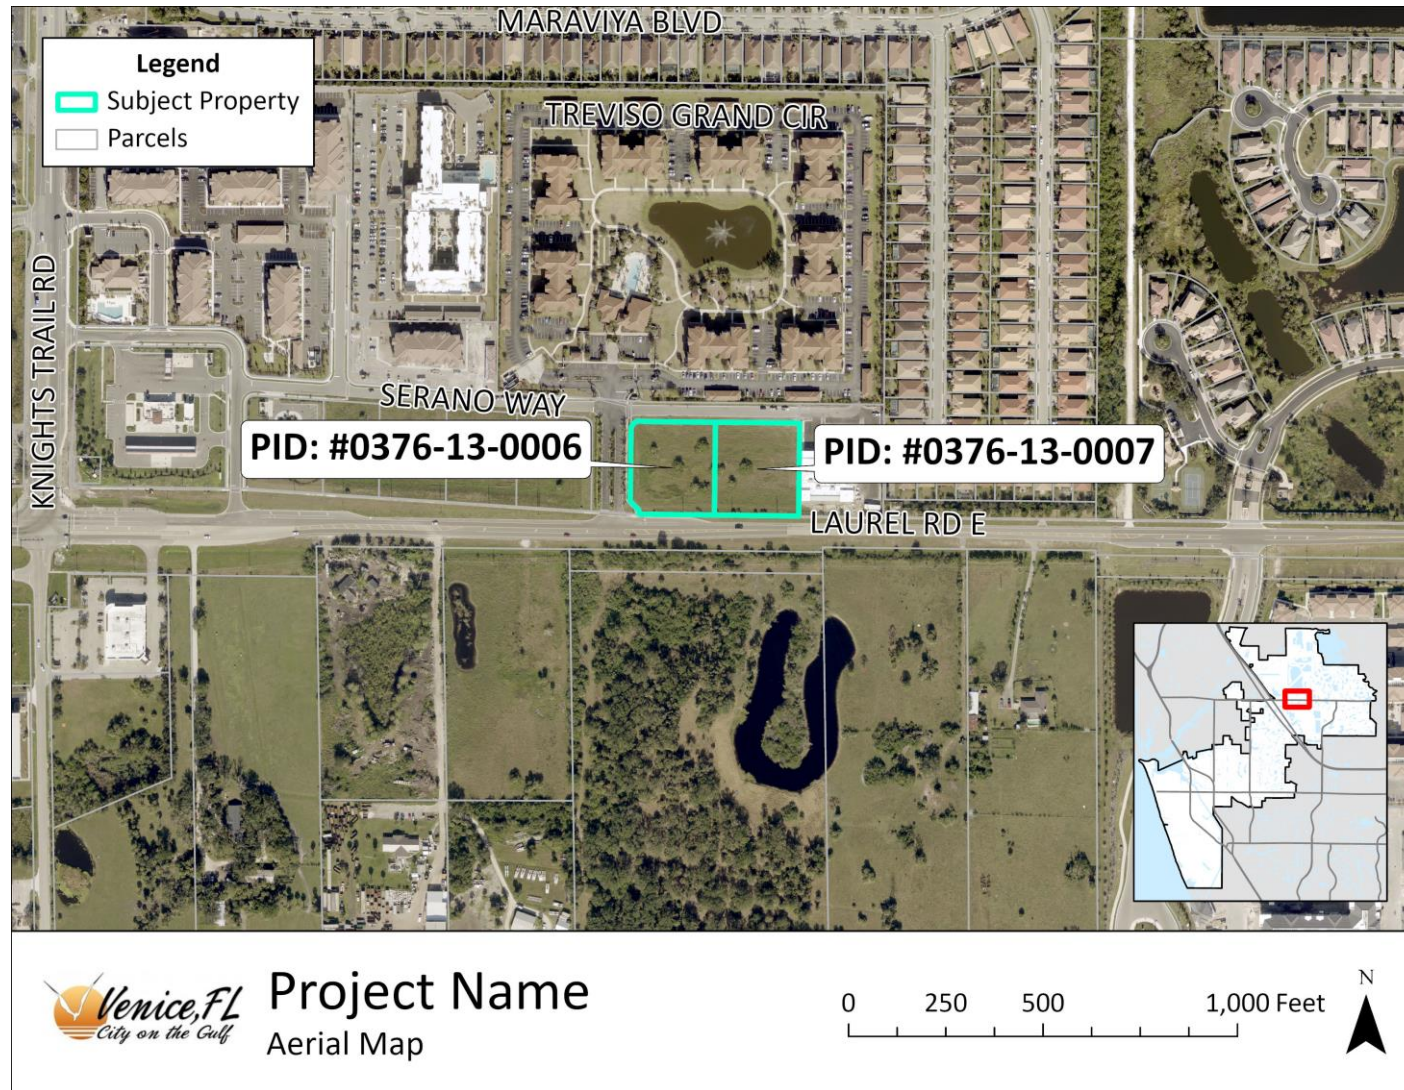 MARAVIYA BLVD
Legend
Subject Property
Parcels
TREVISO GRAND CIR
KNIGHTS TRAIL RD
SERANO WAY
PID: #0376-13-0006
PID: #0376-13-0007
LAUREL RD E
Venice, FL
City on the Gulf
Project Name
Aerial Map
0 250 500 1,000 Feet
N